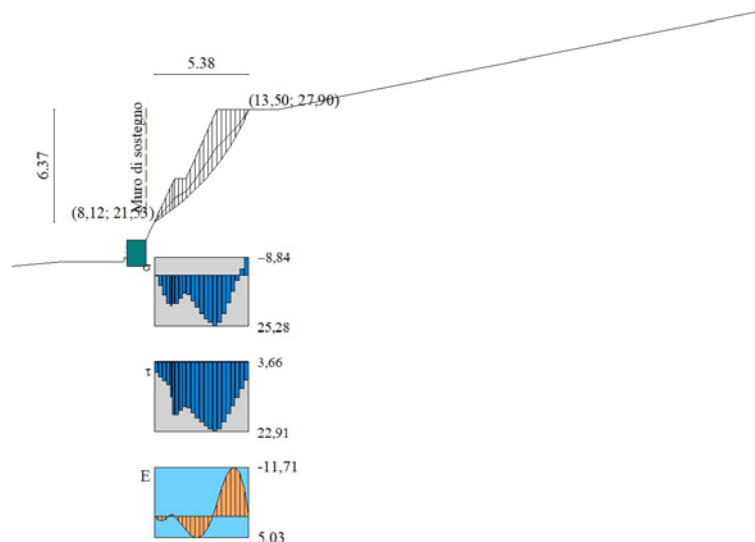 5.38
(13,50; 27,90)
Muro di sostegno
6.37
(8,12; 21,53)
σ
-8,84
25,28
τ
3,66
22,91
E
-11,71
5,03